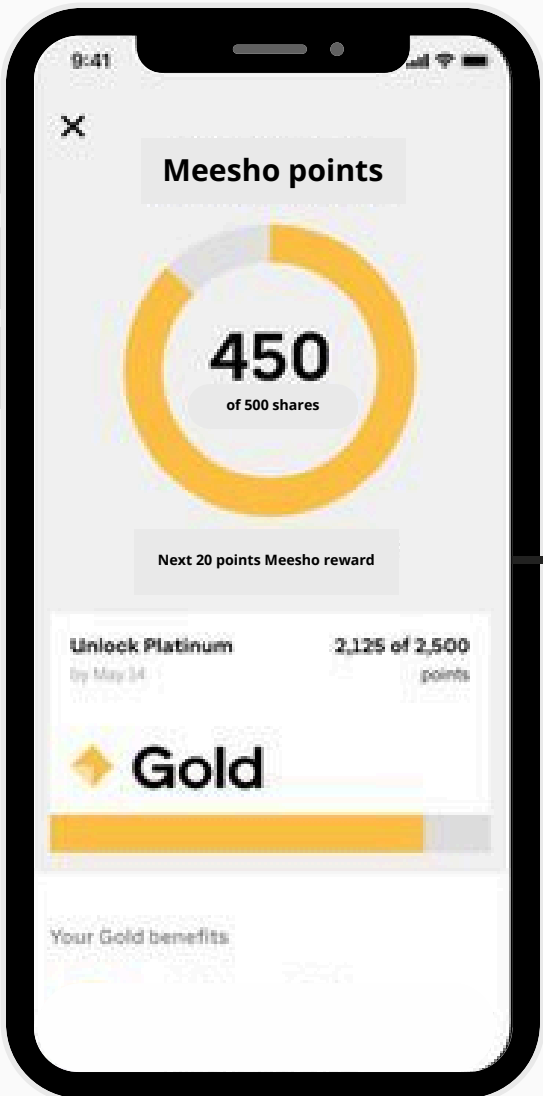 9:41
Meesho points
450
of 500 shares
Next 20 points Meesho reward
Unlock Platinum 2,125 of 2,500
by May 14 points
Gold
Your Gold benefits